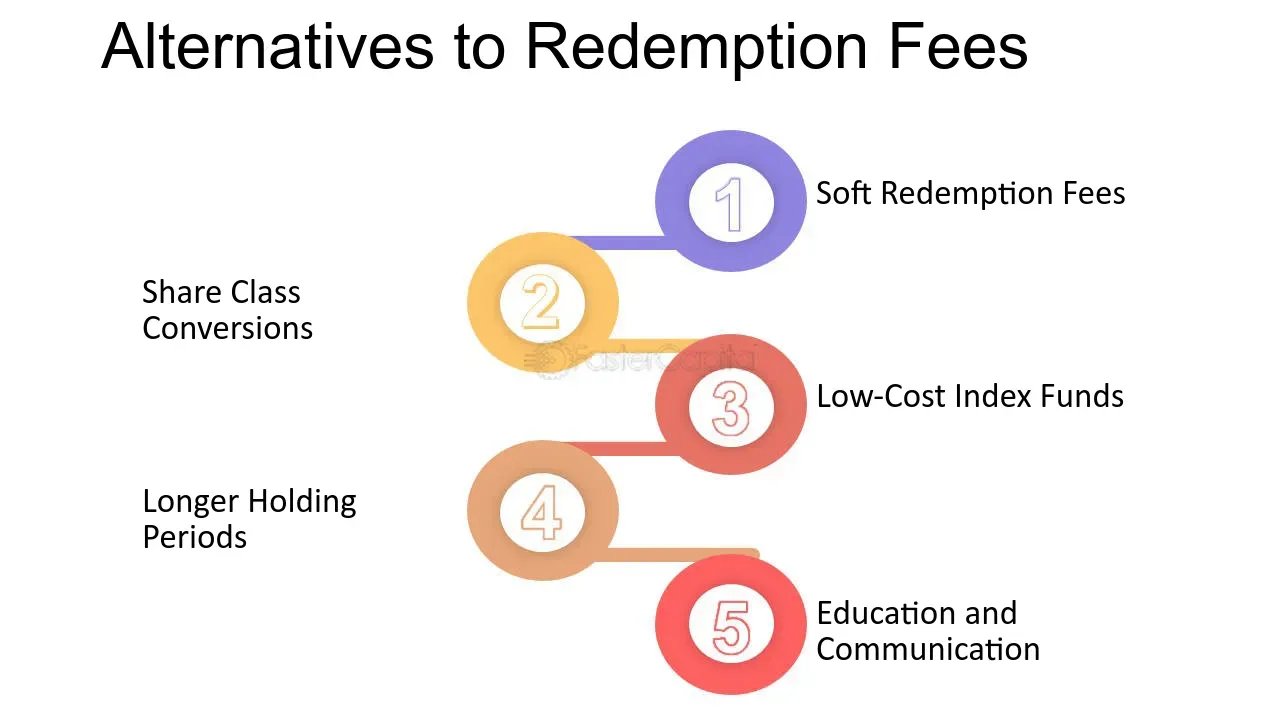 Alternatives to Redemption Fees
1
Soft Redemption Fees
2
Share Class
Conversions
FasterCapital
3
Low-Cost Index Funds
4
Longer Holding
Periods
5
Education and
Communication